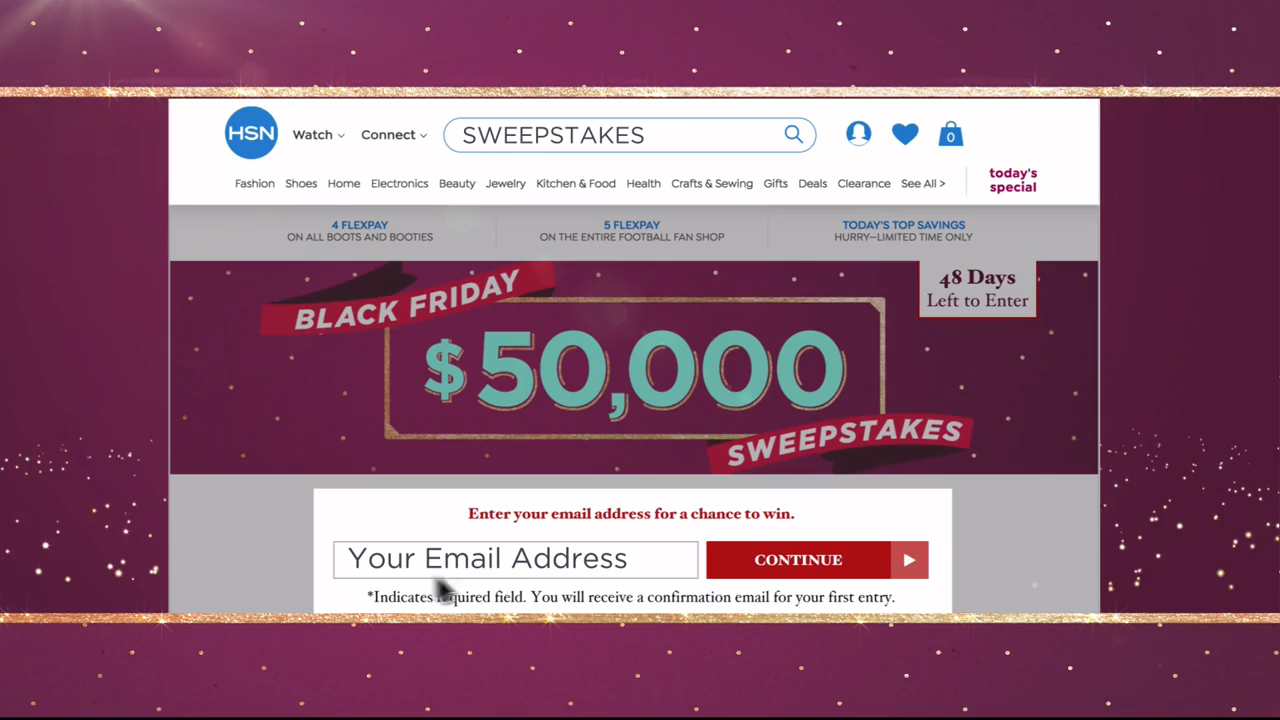 HSN
Watch
Connect
SWEEPSTAKES
0
Fashion Shoes Home Electronics Beauty Jewelry Kitchen & Food Health Crafts & Sewing Gifts Deals Clearance See All >
today's
special
4 FLEXPAY
ON ALL BOOTS AND BOOTIES
5 FLEXPAY
ON THE ENTIRE FOOTBALL FAN SHOP
TODAY'S TOP SAVINGS
HURRY—LIMITED TIME ONLY
48 Days
Left to Enter
BLACK FRIDAY
$50,000
SWEEPSTAKES
Enter your email address for a chance to win.
Your Email Address
CONTINUE
*Indicates field. You will receive a confirmation email for your first entry.